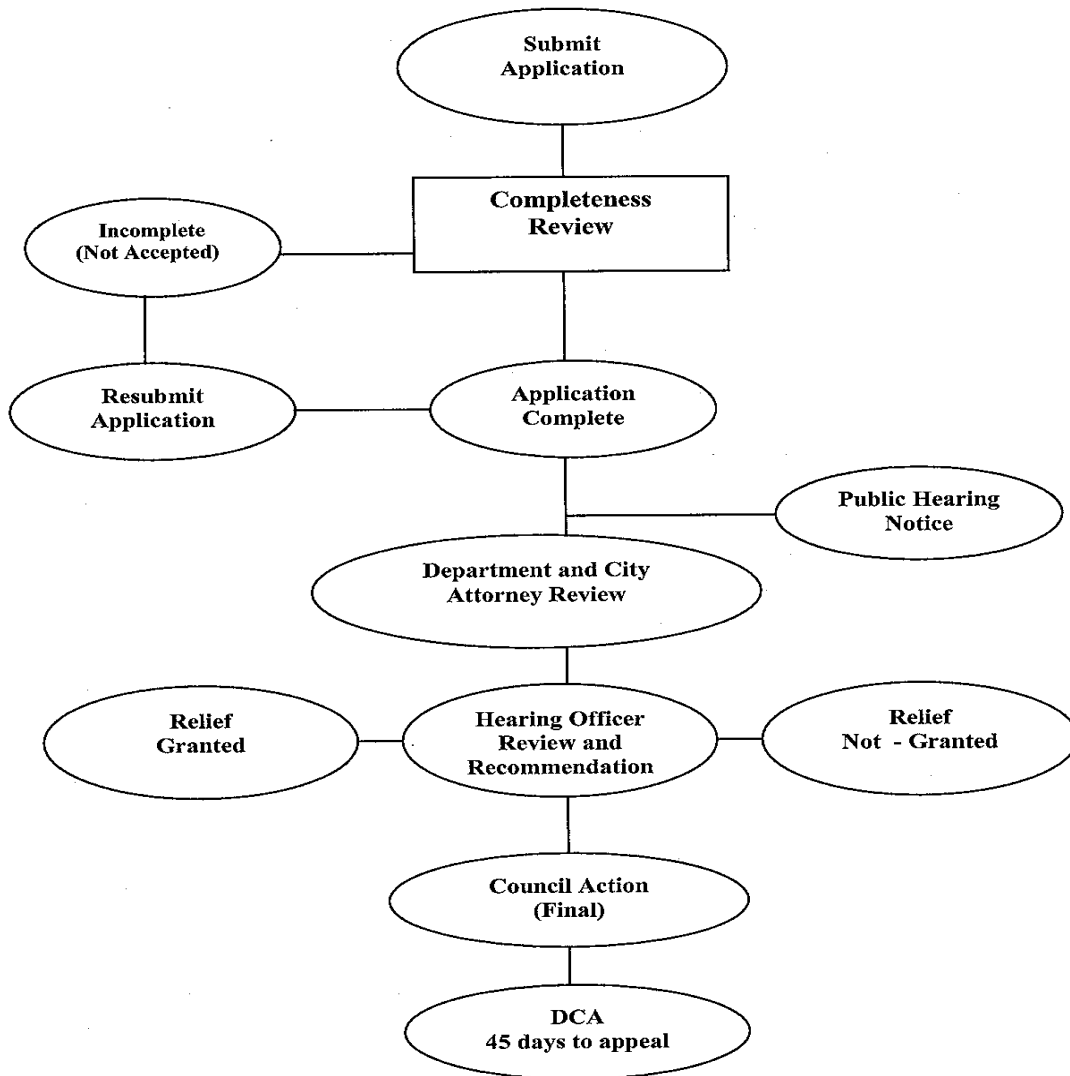 Submit
Application
Completeness
Review
Incomplete
(Not Accepted)
Resubmit
Application
Application
Complete
Public Hearing
Notice
Department and City
Attorney Review
Relief
Granted
Hearing Officer
Review and
Recommendation
Relief
Not - Granted
Council Action
(Final)
DCA
45 days to appeal